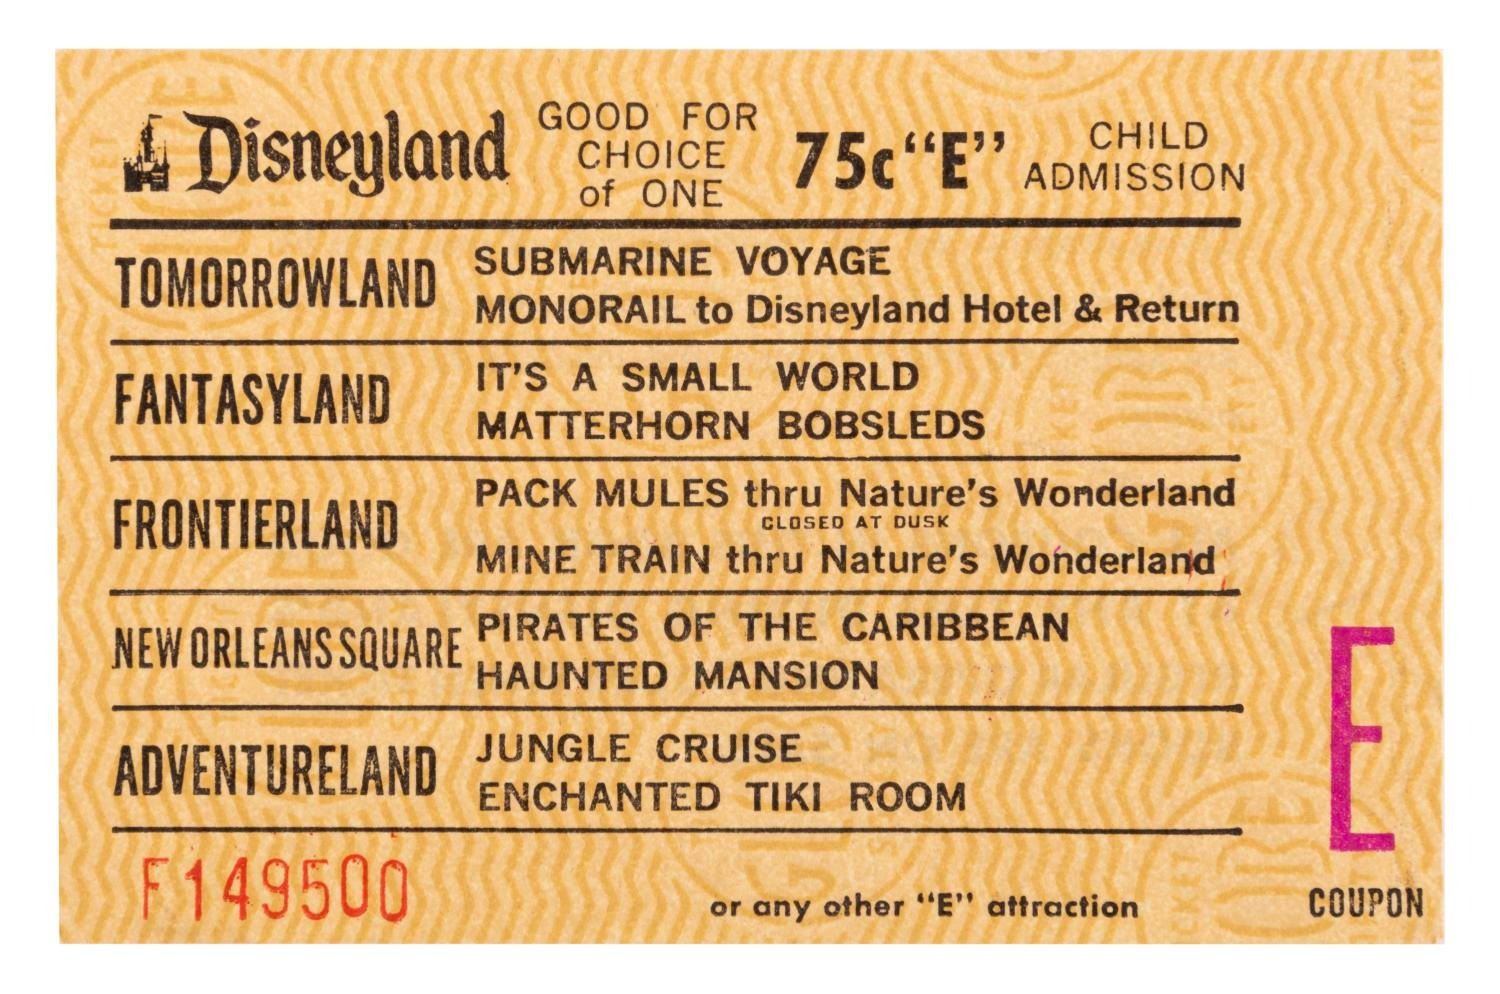 Disneyland
GOOD FOR
CHOICE
of ONE
75c "E"
CHILD
ADMISSION
TOMORROWLAND
SUBMARINE VOYAGE
MONORAIL to Disneyland Hotel & Return
FANTASYLAND
IT'S A SMALL WORLD
MATTERHORN BOBSLEDS
FRONTIERLAND
PACK MULES thru Nature's Wonderland
CLOSED AT DUSK
MINE TRAIN thru Nature's Wonderland
NEW ORLEANS SQUARE
PIRATES OF THE CARIBBEAN
HAUNTED MANSION
ADVENTURELAND
JUNGLE CRUISE
ENCHANTED TIKI ROOM
F149500
or any other "E" attraction
E
COUPON